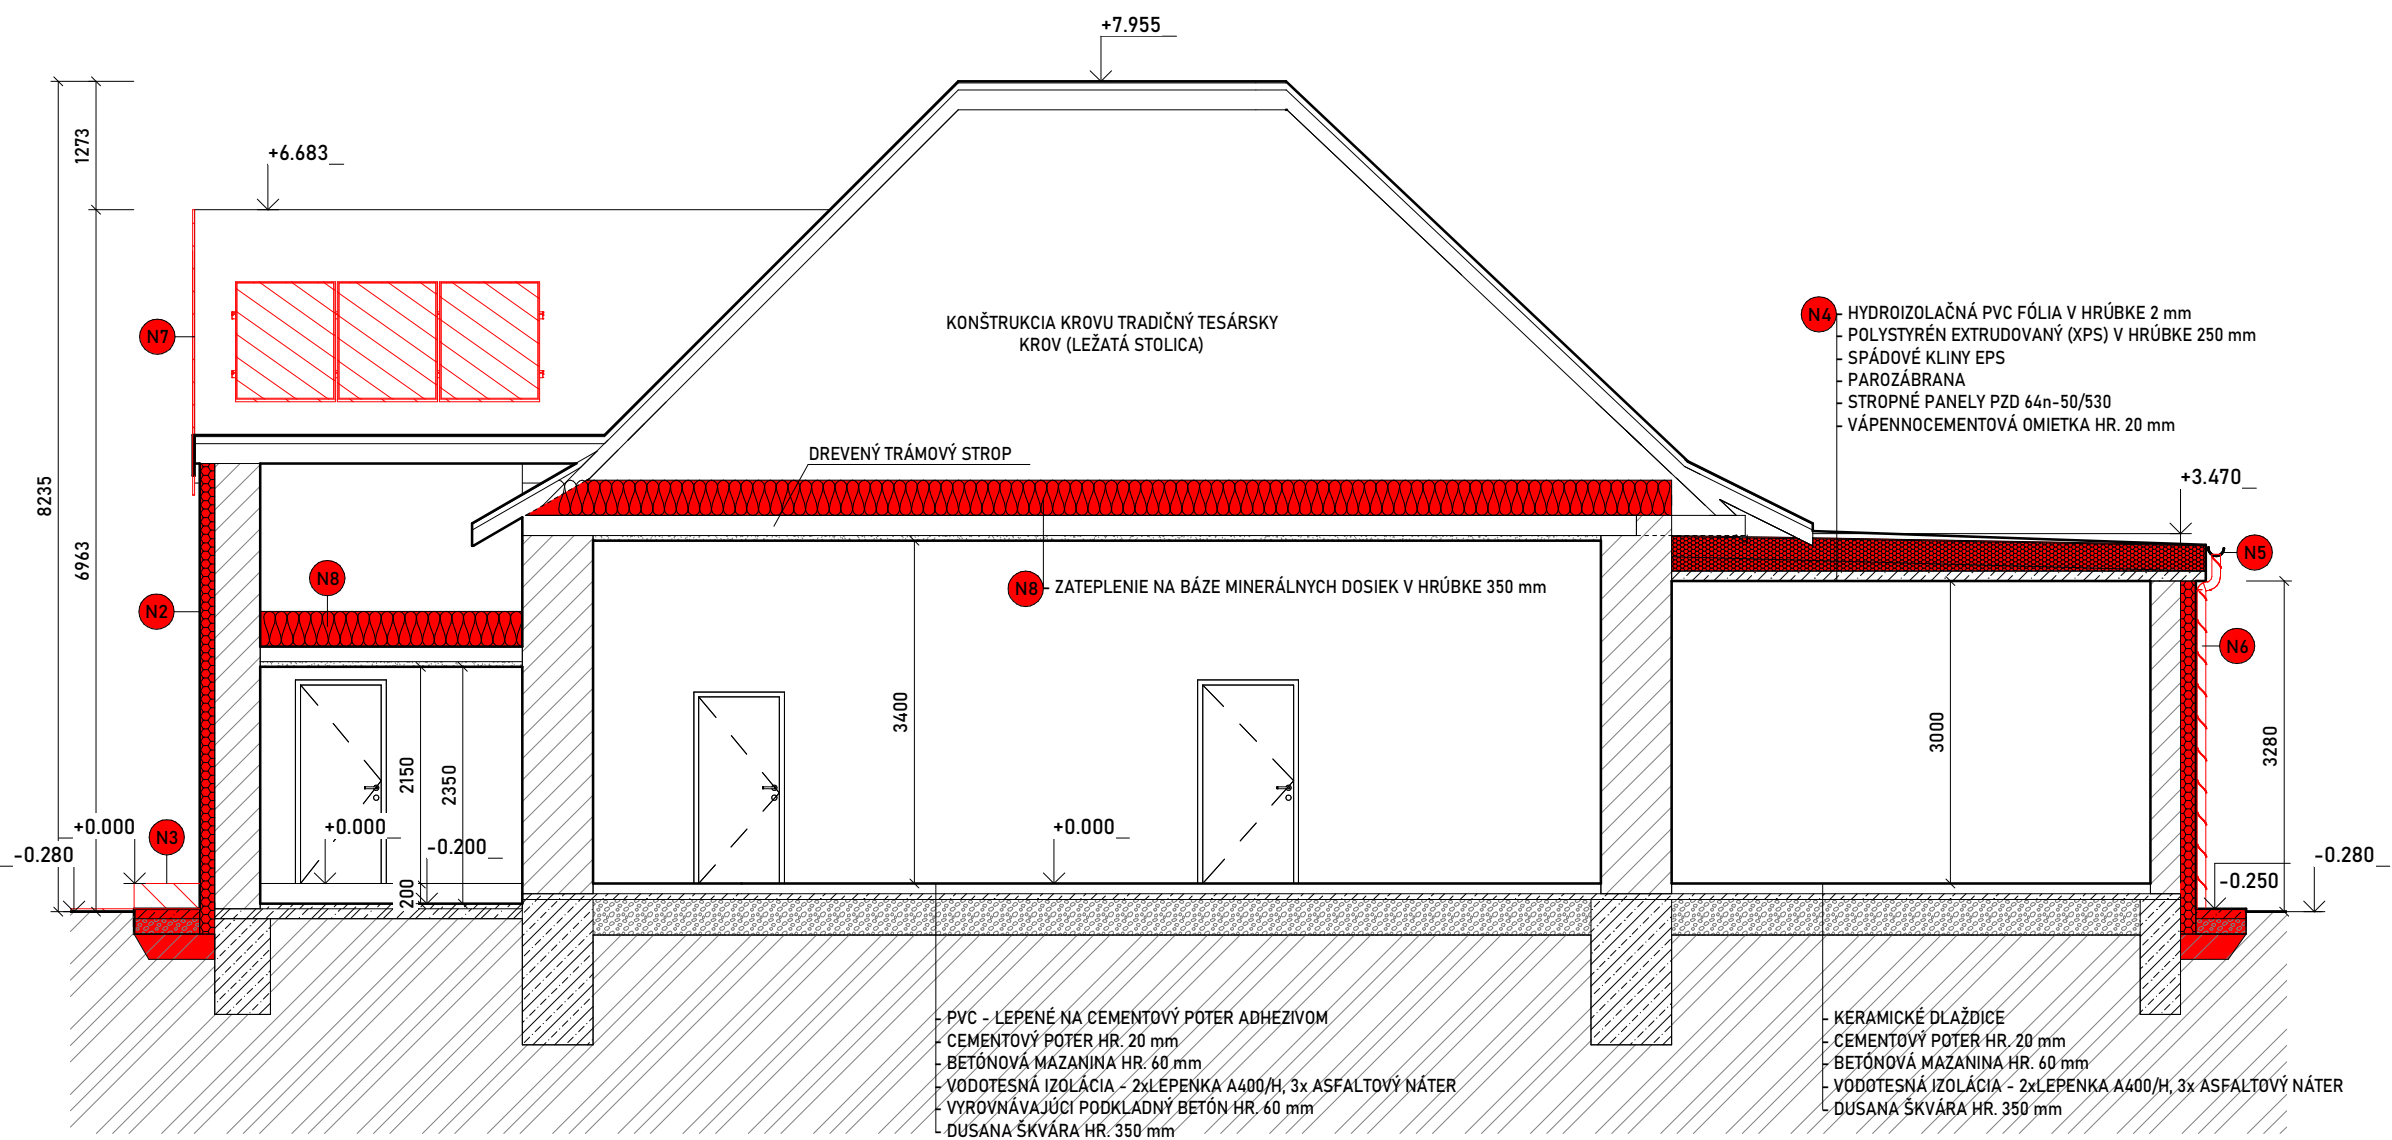 +7.955
1273
+6.683
N7
KONŠTRUKCIA KROVU TRADIČNÝ TESÁRSKY
KROV (LEŽATÁ STOLICA)
N4
- HYDROIZOLAČNÁ PVC FÓLIA V HRÚBKE 2 mm
- POLYSTYRÉN EXTRUDOVANÝ (XPS) V HRÚBKE 250 mm
- SPÁDOVÉ KLINY EPS
- PAROZÁBRANA
- STROPNÉ PANELY PZD 64n-50/530
- VÁPENNOCEMENTOVÁ OMIETKA HR. 20 mm
DREVENÝ TRÁMOVÝ STROP
+3.470
8235
6963
N5
N8
N8 - ZATEPLENIE NA BÁZE MINERÁLNYCH DOSIEK V HRÚBKE 350 mm
N2
N6
3400
3000
3280
2150
2350
+0.000
N3
+0.000
-0.200
+0.000
-0.280
-0.280
-0.250
200
- PVC - LEPENÉ NA CEMENTOVÝ POTER ADHEZIVOM
- CEMENTOVÝ POTER HR. 20 mm
- BETÓNOVÁ MAZANINA HR. 60 mm
- VODOTESNÁ IZOLÁCIA - 2xLEPENKA A400/H, 3x ASFALTOVÝ NÁTER
- VYROVNÁVAJÚCI PODKLADNÝ BETÓN HR. 60 mm
- DUSANA ŠKVÁRA HR. 350 mm
- KERAMICKÉ DLAŽDICE
- CEMENTOVÝ POTER HR. 20 mm
- BETÓNOVÁ MAZANINA HR. 60 mm
- VODOTESNÁ IZOLÁCIA - 2xLEPENKA A400/H, 3x ASFALTOVÝ NÁTER
- DUSANA ŠKVÁRA HR. 350 mm